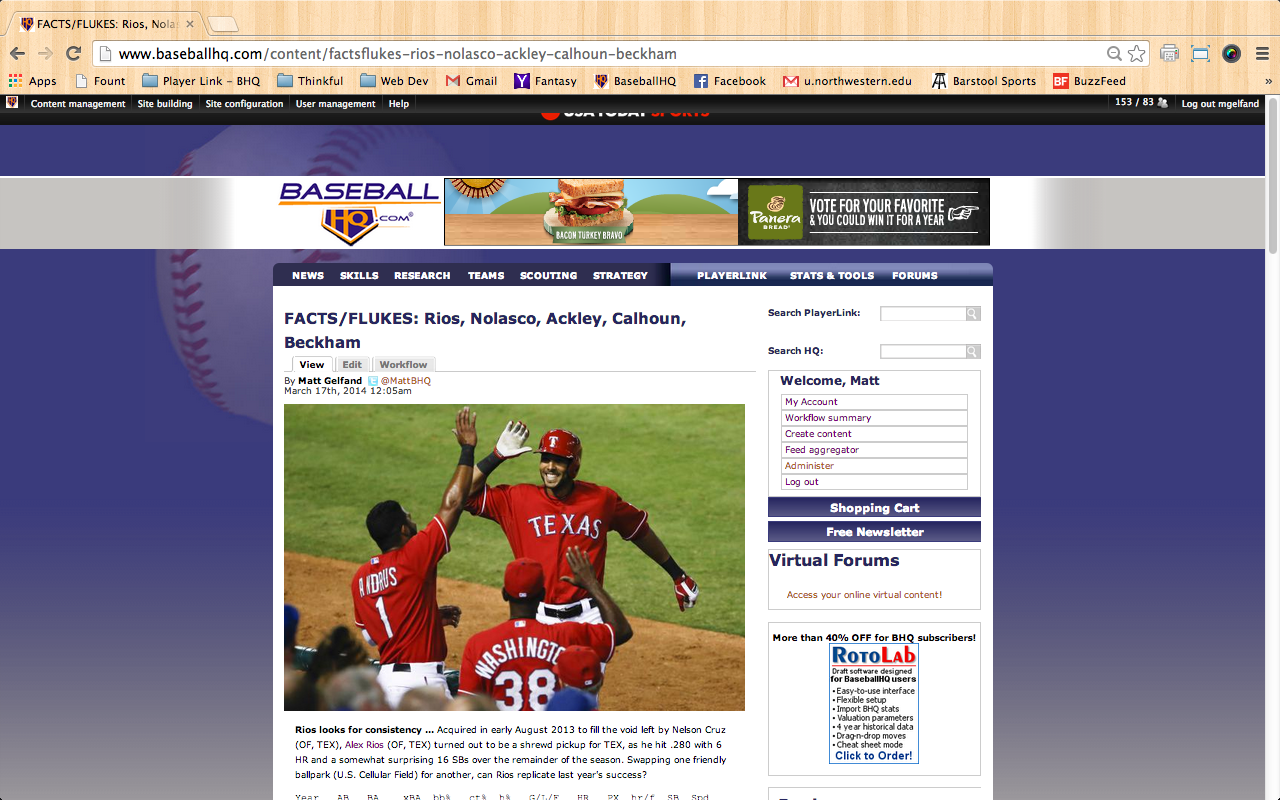 FACTS/FLUKES: Rios, Nola
www.baseballhq.com/content/factsflukes-rios-nolasco-ackley-calhoun-beckham
Apps Fount Player Link – BHQ Thinkful Web Dev Gmail Fantasy BaseballHQ Facebook u.northwestern.edu Barstool Sports BF BuzzFeed »
Content management Site building Site configuration User management Help 153 / 83 Log out mgelfand
USA TODAY SPORTS
BASEBALL
HQ.COM®
BACON TURKEY BRAVO
Panera
BREAD®
VOTE FOR YOUR FAVORITE
& YOU COULD WIN IT FOR A YEAR
NEWS SKILLS RESEARCH TEAMS SCOUTING STRATEGY PLAYERLINK STATS & TOOLS FORUMS
FACTS/FLUKES: Rios, Nolasco, Ackley, Calhoun,
Beckham
View Edit Workflow
By Matt Gelfand @MattBHQ
March 17th, 2014 12:05am
T
TEXAS
ANDRUS
1
WASHINGTO
38
Rios looks for consistency ... Acquired in early August 2013 to fill the void left by Nelson Cruz
(OF, TEX), Alex Rios (OF, TEX) turned out to be a shrewd pickup for TEX, as he hit .280 with 6
HR and a somewhat surprising 16 SBs over the remainder of the season. Swapping one friendly
ballpark (U.S. Cellular Field) for another, can Rios replicate last year's success?
Year AB BA xBA bb% ct% h% G/L/F HR PX hr/f SB Spd
Search PlayerLink:
Search HQ:
Welcome, Matt
My Account
Workflow summary
Create content
Feed aggregator
Administer
Log out
Shopping Cart
Free Newsletter
Virtual Forums
Access your online virtual content!
More than 40% OFF for BHQ subscribers!
ROTOLAB
Draft software designed
for BaseballHQ users
• Easy-to-use interface
• Flexible setup
• Import BHQ stats
• Valuation parameters
• 4 year historical data
• Drag-n-drop moves
• Cheat sheet mode
Click to Order!